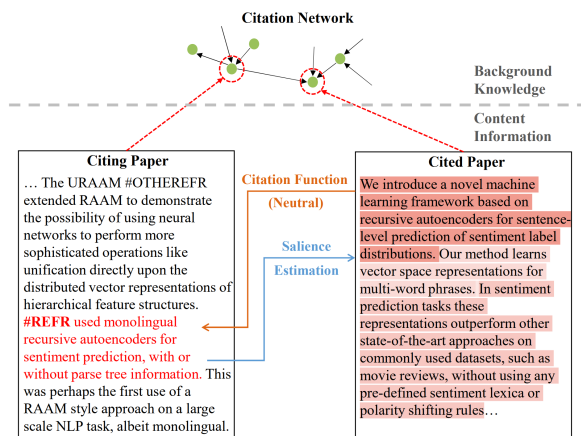 Citation Network
Background
Knowledge
Content
Information
Citing Paper
… The URAAM #OTHEREFR
extended RAAM to demonstrate
the possibility of using neural
networks to perform more
sophisticated operations like
unification directly upon the
distributed vector representations of
hierarchical feature structures.
#REFR used monolingual
recursive autoencoders for
sentiment prediction, with or
without parse tree information. This
was perhaps the first use of a
RAAM style approach on a large
scale NLP task, albeit monolingual.
Citation Function
(Neutral)
Salience
Estimation
Cited Paper
We introduce a novel machine
learning framework based on
recursive autoencoders for sentence-
level prediction of sentiment label
distributions. Our method learns
vector space representations for
multi-word phrases. In sentiment
prediction tasks these
representations outperform other
state-of-the-art approaches on
commonly used datasets, such as
movie reviews, without using any
pre-defined sentiment lexica or
polarity shifting rules…